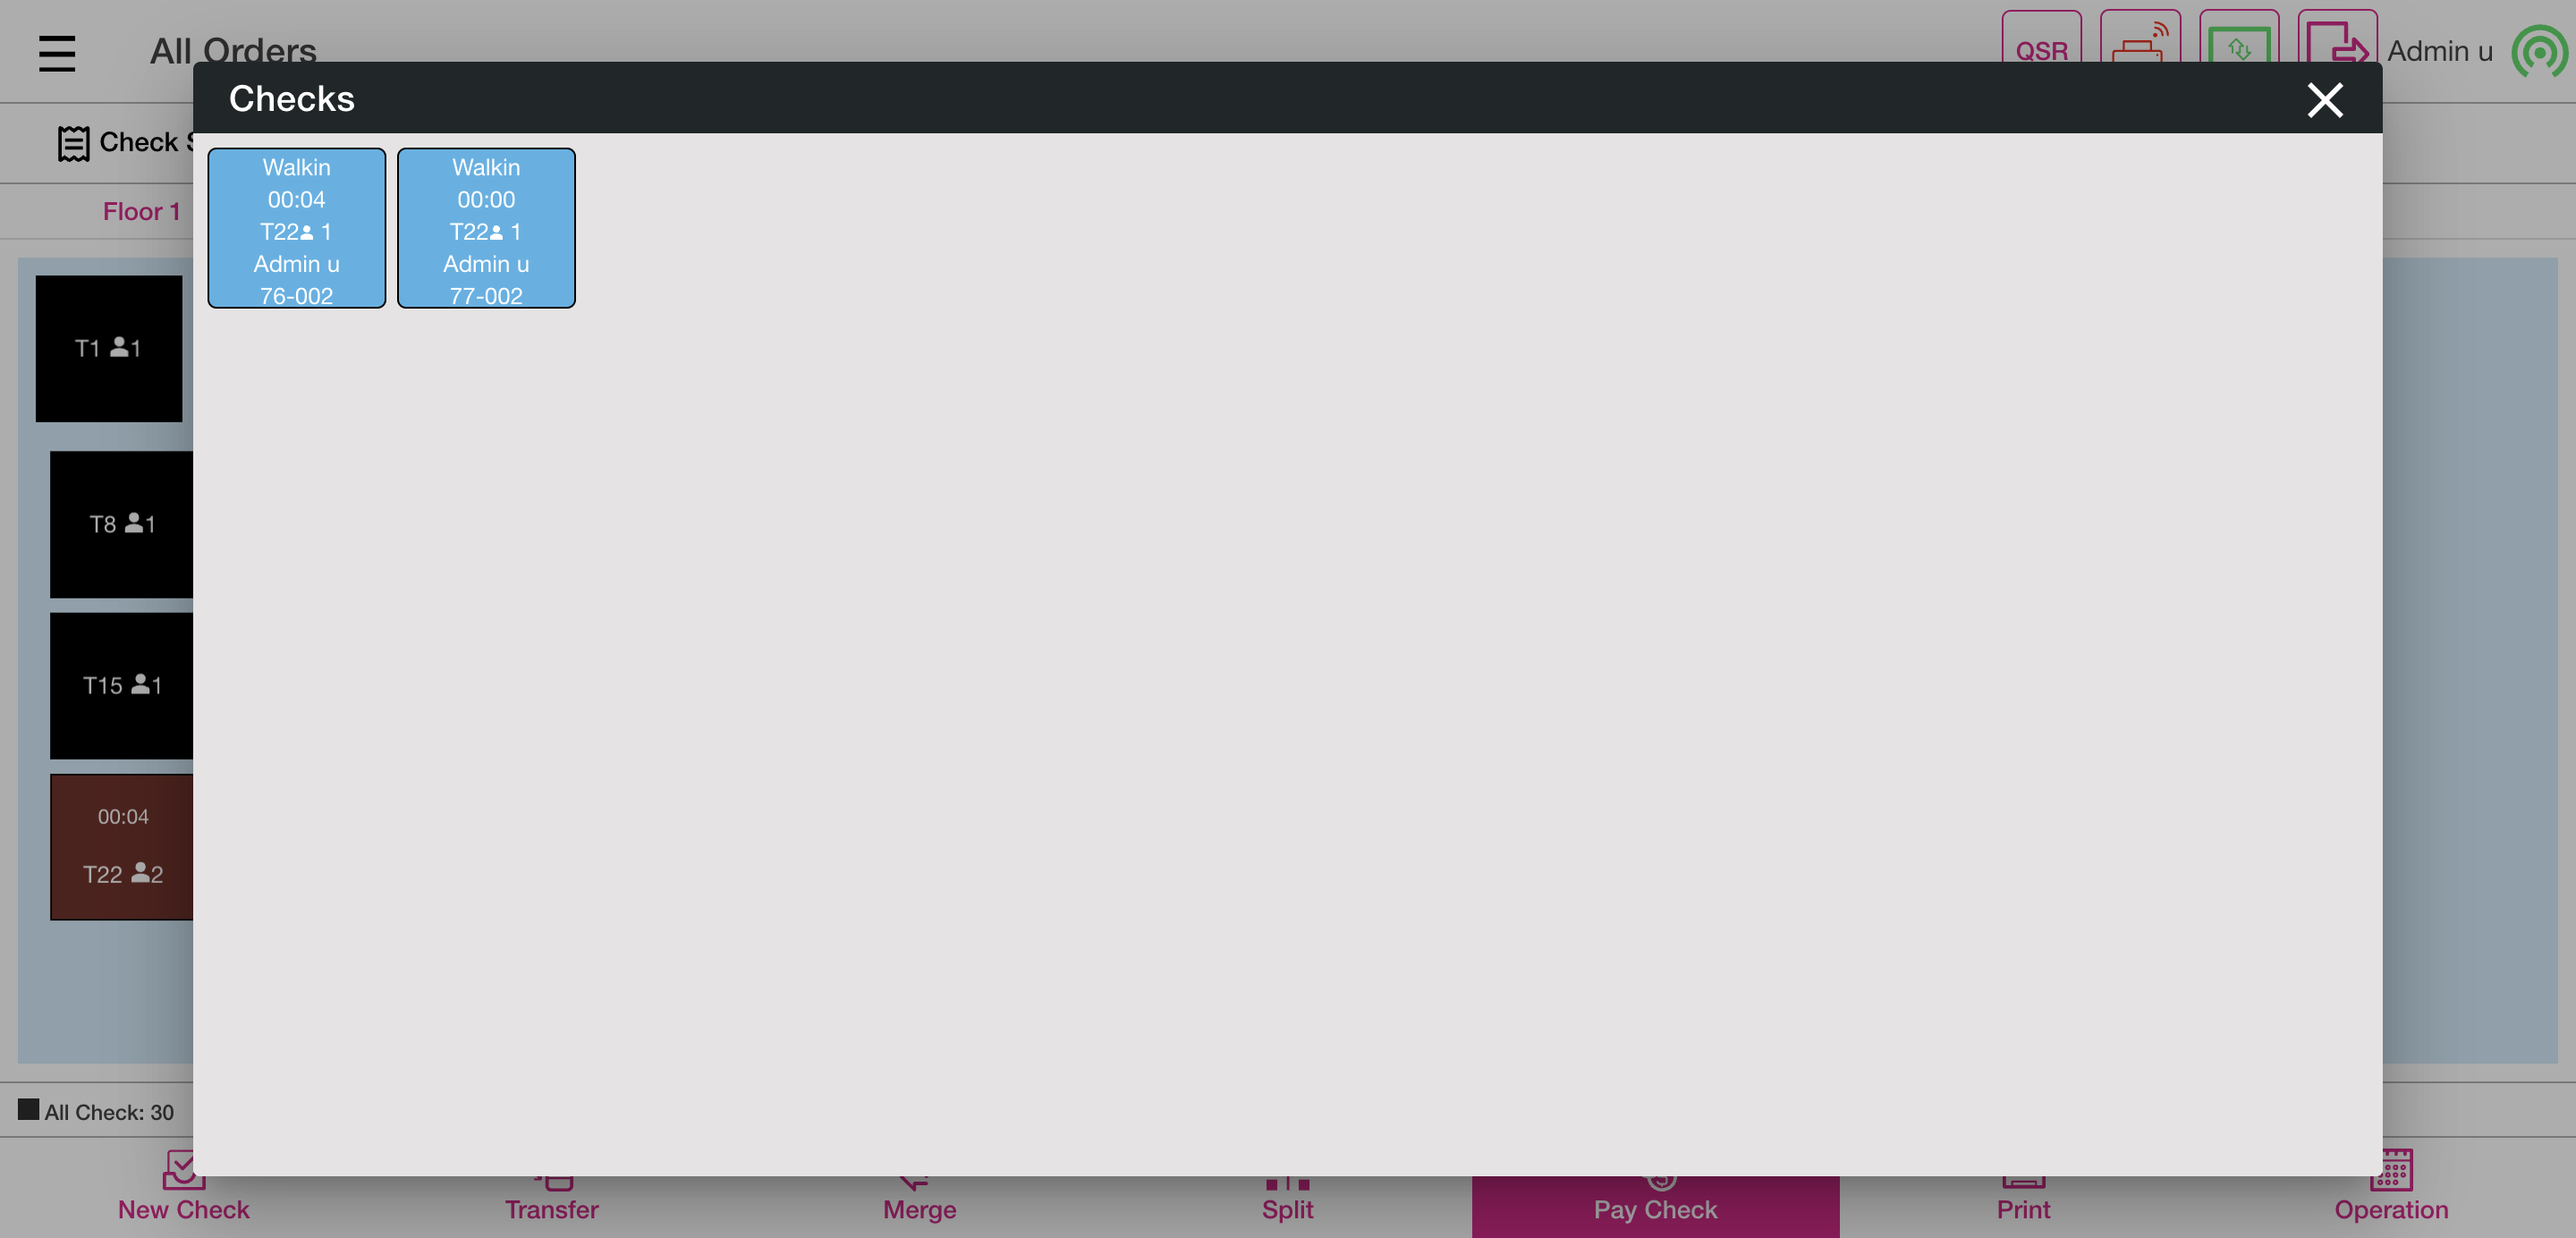 All Orders
QSR
Admin u
Checks
Check
Floor 1
Walkin
00:04
T22 1
Admin u
76-002
Walkin
00:00
T22 1
Admin u
77-002
T1 1
T8 1
T15 1
00:04
T22 2
All Check: 30
New Check
Transfer
Merge
Split
Pay Check
Print
Operation